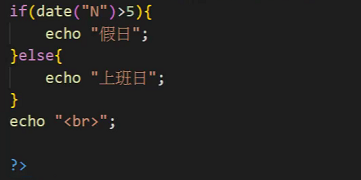 if(date("N")>5){
    echo "假日";
}else{
    echo "上班日";
}
echo "<br>";

?>